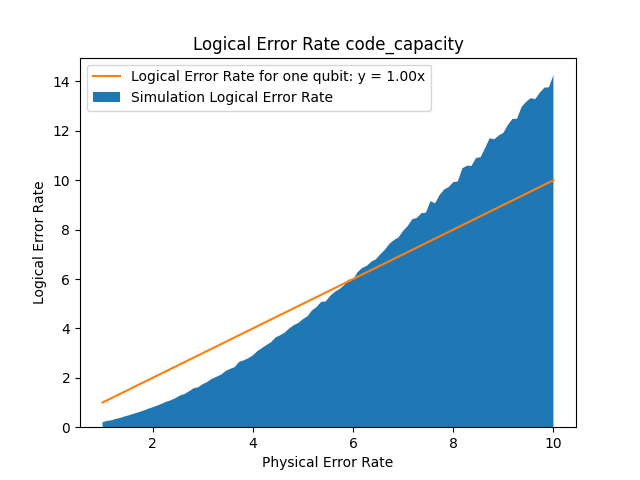 Logical Error Rate code_capacity
Logical Error Rate for one qubit: y = 1.00x
Simulation Logical Error Rate
Logical Error Rate
14
12
10
8
6
4
2
0
2
4
6
8
10
Physical Error Rate